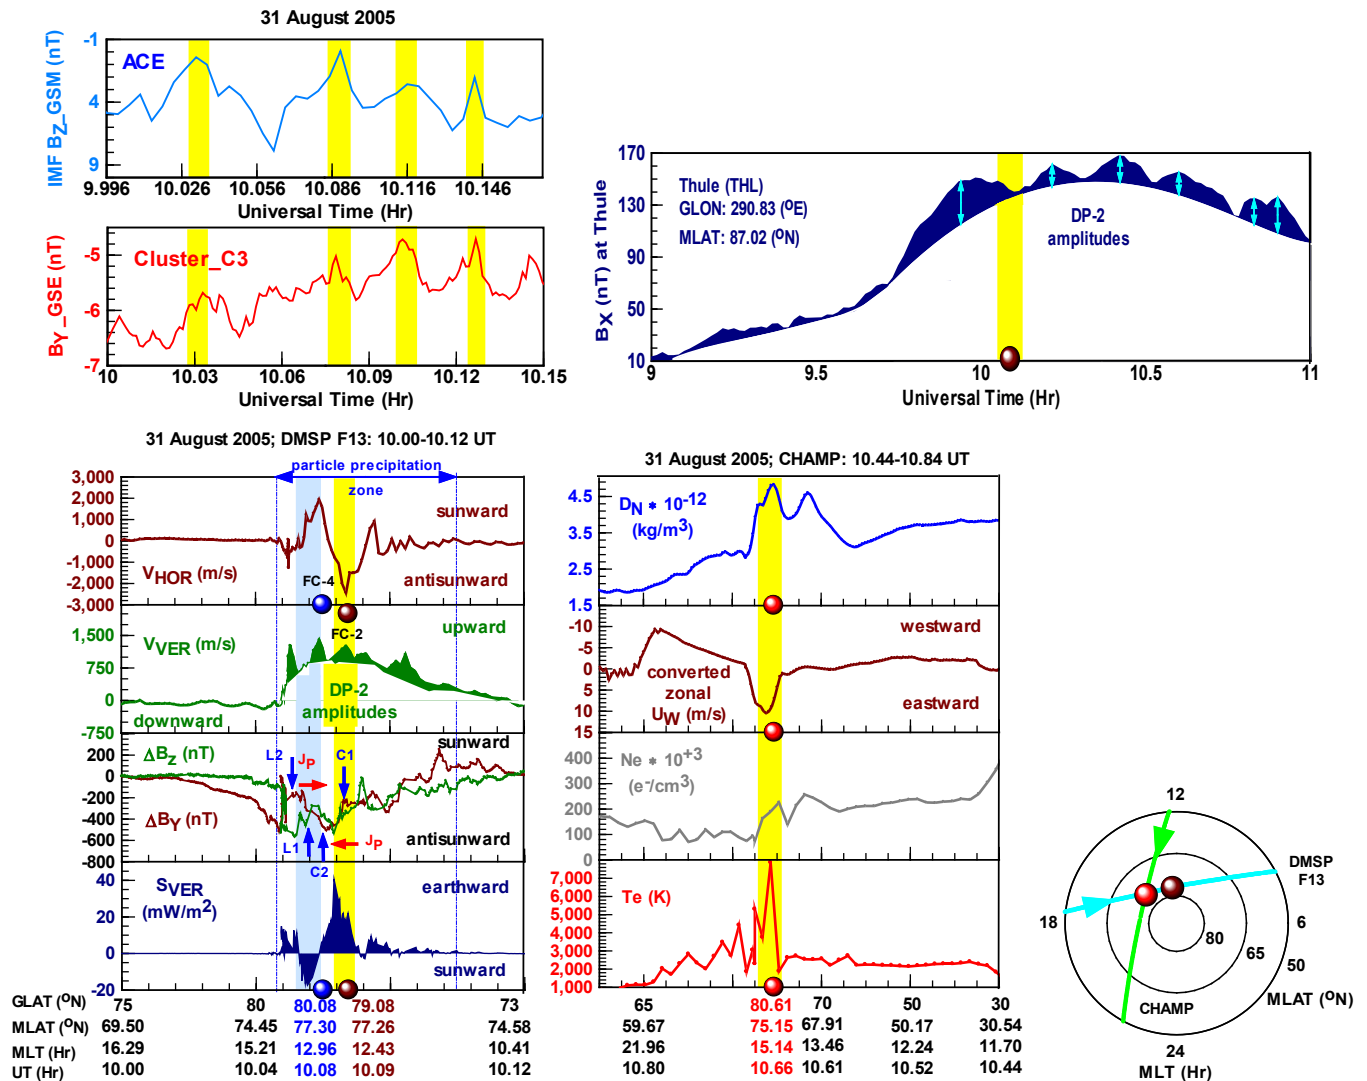 31 August 2005
-1
4
9
IMF BZ_GSM (nT)
ACE
9.996 10.026 10.056 10.086 10.116 10.146
Universal Time (Hr)
-5
-6
-7
BY_GSE (nT)
Cluster_C3
10 10.03 10.06 10.09 10.12 10.15
Universal Time (Hr)
170
130
90
50
10
BX (nT) at Thule
Thule (THL)
GLON: 290.83 (OE)
MLAT: 87.02 (ON)
DP-2
amplitudes
9 9.5 10 10.5 11
Universal Time (Hr)
31 August 2005; DMSP F13: 10.00-10.12 UT
particle precipitation
zone
3,000
2,000
1,000
0
-1,000
-2,000
-3,000
sunward
VHOR (m/s)
FC-4
antisunward
1,500
750
0
-750
VVER (m/s)
FC-2
upward
DP-2
amplitudes
downward
200
0
-200
-400
-600
-800
ΔBZ (nT)
sunward
L2 JP C1
ΔBY (nT)
L1 C2 JP
antisunward
40
20
0
-20
SVER
(mW/m2)
earthward
sunward
GLAT (ON) 75 80 80.08 79.08 73
MLAT (ON) 69.50 74.45 77.30 77.26 74.58
MLT (Hr) 16.29 15.21 12.96 12.43 10.41
UT (Hr) 10.00 10.04 10.08 10.09 10.12
31 August 2005; CHAMP: 10.44-10.84 UT
4.5
3.5
2.5
1.5
DN * 10-12
(kg/m3)
-10
-5
0
5
10
15
westward
converted
zonal
UW (m/s)
eastward
400
300
200
100
0
Ne * 10+3
(e-/cm3)
7,000
6,000
5,000
4,000
3,000
2,000
1,000
Te (K)
65 80.61 70 50 30
59.67 75.15 67.91 50.17 30.54
21.96 15.14 13.46 12.24 11.70
10.80 10.66 10.61 10.52 10.44
12
DMSP
F13
18
6
80
65
50
CHAMP
MLAT (ON)
24
MLT (Hr)